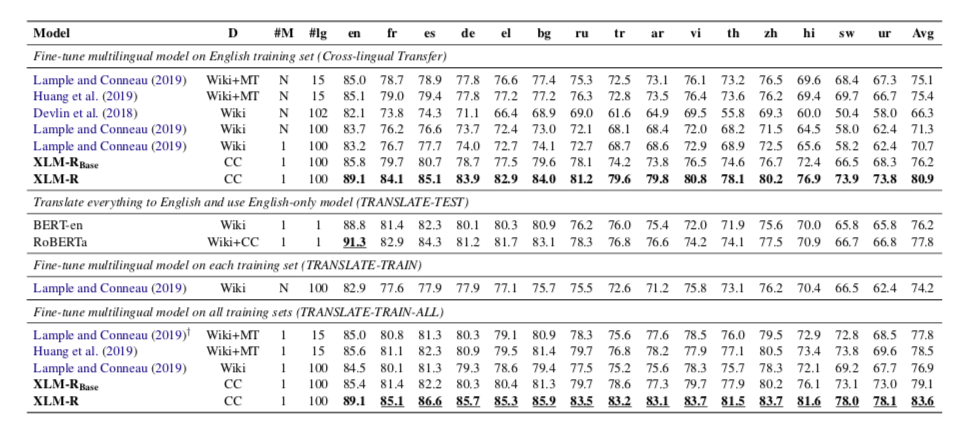 Model D #M #lg en fr es de el bg ru tr ar vi th zh hi sw ur Avg
Fine-tune multilingual model on English training set (Cross-lingual Transfer)
Lample and Conneau (2019) Wiki+MT N 15 85.0 78.7 78.9 77.8 76.6 77.4 75.3 72.5 73.1 76.1 73.2 76.5 69.6 68.4 67.3 75.1
Huang et al. (2019) Wiki+MT N 15 85.1 79.0 79.4 77.8 77.2 77.2 76.3 72.8 73.5 76.4 73.6 76.2 69.4 69.7 66.7 75.4
Devlin et al. (2018) Wiki N 102 82.1 73.8 74.3 71.1 66.4 68.9 69.0 61.6 64.9 69.5 55.8 69.3 60.0 50.4 58.0 66.3
Lample and Conneau (2019) Wiki N 100 83.7 76.2 76.6 73.7 72.4 73.0 72.1 68.1 68.4 72.0 68.2 71.5 64.5 58.0 62.4 71.3
Lample and Conneau (2019) Wiki 1 100 83.2 76.7 77.7 74.0 72.7 74.1 72.7 68.7 68.6 72.9 68.9 72.5 65.6 58.2 62.4 70.7
XLM-RBase CC 1 100 85.8 79.7 80.7 78.7 77.5 79.6 78.1 74.2 73.8 76.5 74.6 76.7 72.4 66.5 68.3 76.2
XLM-R CC 1 100 89.1 84.1 85.1 83.9 82.9 84.0 81.2 79.6 79.8 80.8 78.1 80.2 76.9 73.9 73.8 80.9
Translate everything to English and use English-only model (TRANSLATE-TEST)
BERT-en Wiki 1 1 88.8 81.4 82.3 80.1 80.3 80.9 76.2 76.0 75.4 72.0 71.9 75.6 70.0 65.8 65.8 76.2
RoBERTa Wiki+CC 1 1 91.3 82.9 84.3 81.2 81.7 83.1 78.3 76.8 76.6 74.2 74.1 77.5 70.9 66.7 66.8 77.8
Fine-tune multilingual model on each training set (TRANSLATE-TRAIN)
Lample and Conneau (2019) Wiki N 100 82.9 77.6 77.9 77.9 77.1 75.7 75.5 72.6 71.2 75.8 73.1 76.2 70.4 66.5 62.4 74.2
Fine-tune multilingual model on all training sets (TRANSLATE-TRAIN-ALL)
Lample and Conneau (2019)† Wiki+MT 1 15 85.0 80.8 81.3 80.3 79.1 80.9 78.3 75.6 77.6 78.5 76.0 79.5 72.9 72.8 68.5 77.8
Huang et al. (2019) Wiki+MT 1 15 85.6 81.1 82.3 80.9 79.5 81.4 79.7 76.8 78.2 77.9 77.1 80.5 73.4 73.8 69.6 78.5
Lample and Conneau (2019) Wiki 1 100 84.5 80.1 81.3 79.3 78.6 79.4 77.5 75.2 75.6 78.3 75.7 78.3 72.1 69.2 67.7 76.9
XLM-RBase CC 1 100 85.4 81.4 82.2 80.3 80.4 81.3 79.7 78.6 77.3 79.7 77.9 80.2 76.1 73.1 73.0 79.1
XLM-R CC 1 100 89.1 85.1 86.6 85.7 85.3 85.9 83.5 83.2 83.1 83.7 81.5 83.7 81.6 78.0 78.1 83.6